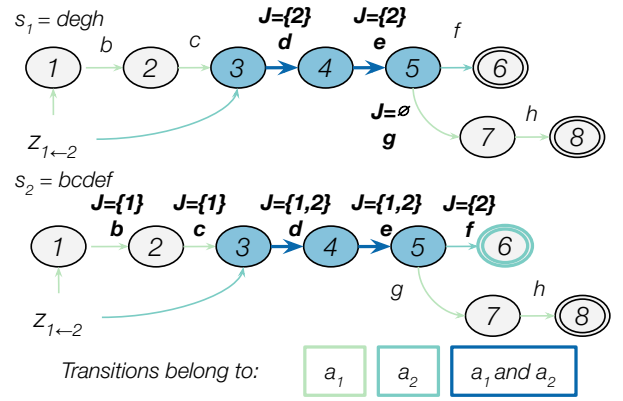 s1 = degh
J={2} J={2}
b c d e f
1 2 3 4 5 6
J=∅
g h
7 8
z1←2
s2 = bcdef
J={1} J={1} J={1,2} J={1,2} J={2}
b c d e f
1 2 3 4 5 6
g h
7 8
z1←2
Transitions belong to: a1 a2 a1 and a2